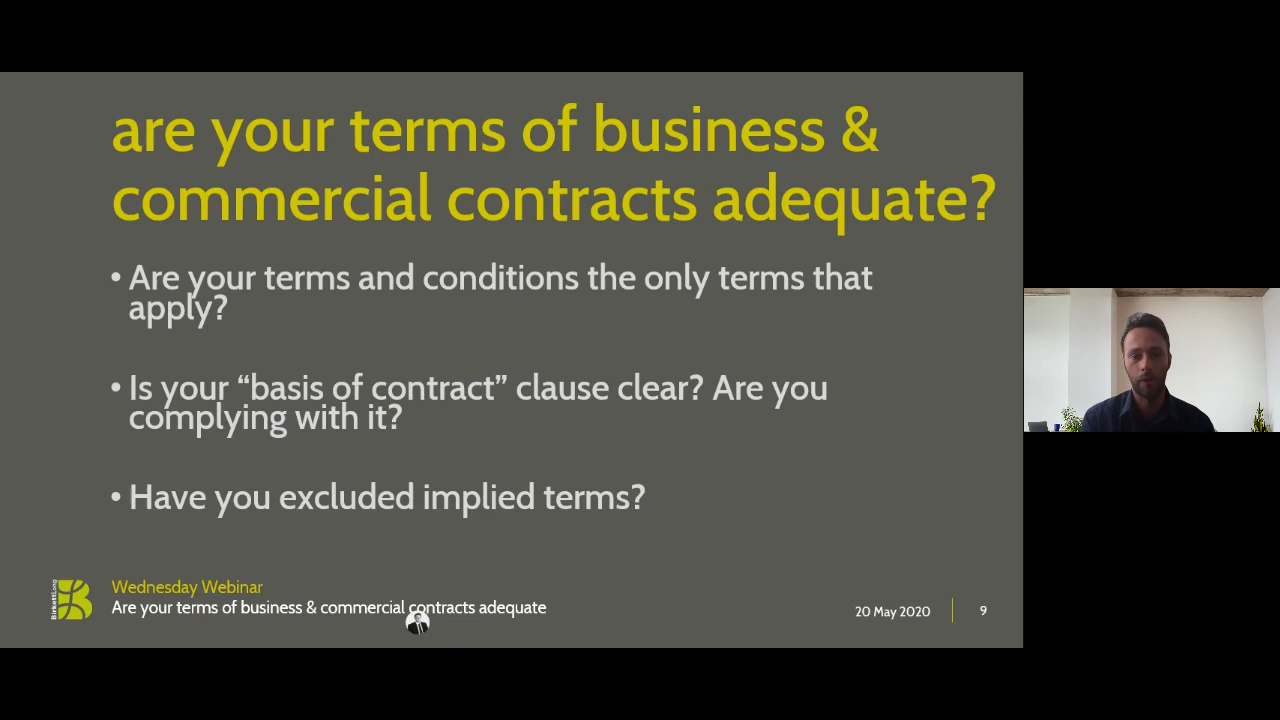 are your terms of business &
commercial contracts adequate?
• Are your terms and conditions the only terms that
apply?
• Is your “basis of contract” clause clear? Are you
complying with it?
• Have you excluded implied terms?
BirkettLong
Wednesday Webinar
Are your terms of business & commercial contracts adequate
20 May 2020
9